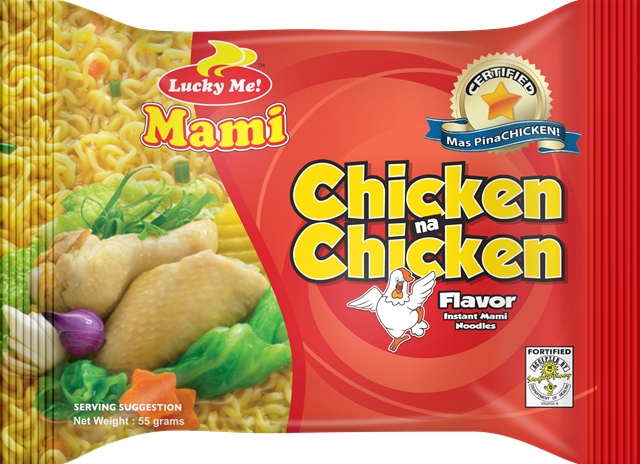 Lucky Me!
TM
Mami
CERTIFIED
Mas PinaCHICKEN!
Chicken
na
Chicken
Flavor
Instant Mami
Noodles
FORTIFIED
SERVING SUGGESTION
Net Weight : 55 grams